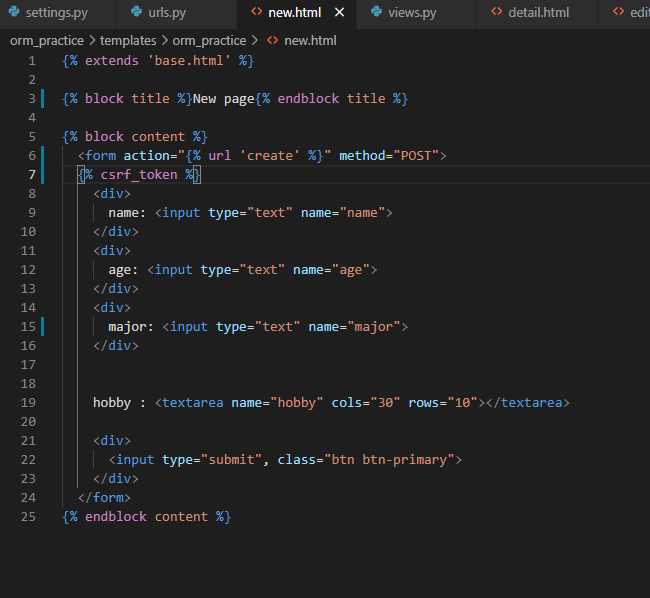 settings.py urls.py new.html × views.py detail.html edi
orm_practice > templates > orm_practice > <> new.html
1 {% extends 'base.html' %}
2
3 {% block title %}New page{% endblock title %}
4
5 {% block content %}
6 <form action="{% url 'create' %}" method="POST">
7 {% csrf_token %}
8 <div>
9 name: <input type="text" name="name">
10 </div>
11 <div>
12 age: <input type="text" name="age">
13 </div>
14 <div>
15 major: <input type="text" name="major">
16 </div>
17
18
19 hobby : <textarea name="hobby" cols="30" rows="10"></textarea>
20
21 <div>
22 <input type="submit", class="btn btn-primary">
23 </div>
24 </form>
25 {% endblock content %}